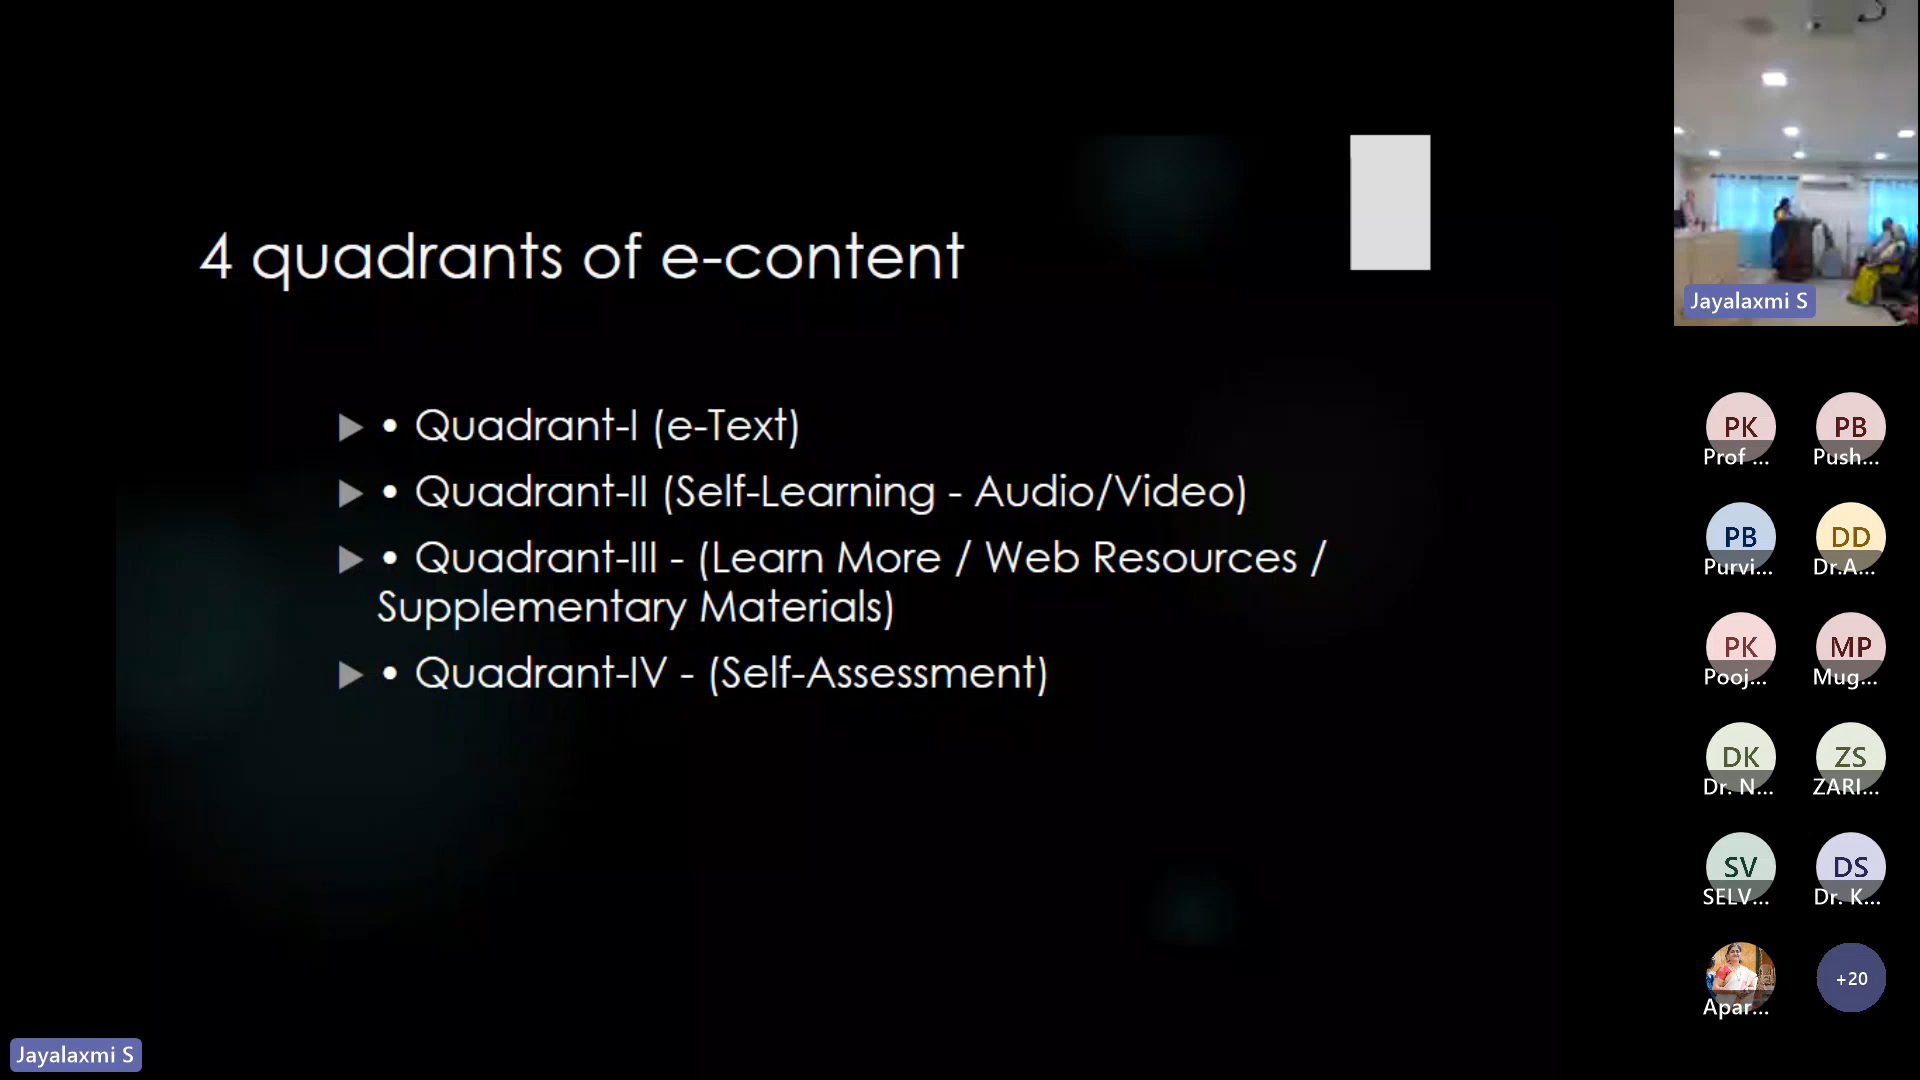 4 quadrants of e-content
• Quadrant-I (e-Text)
• Quadrant-II (Self-Learning - Audio/Video)
• Quadrant-III - (Learn More / Web Resources /
Supplementary Materials)
• Quadrant-IV - (Self-Assessment)
Jayalaxmi S
Jayalaxmi S
PK
Prof ...
PB
Push...
PB
Purvi...
DD
Dr.A...
PK
Pooj...
MP
Mug...
DK
Dr. N...
ZS
ZARI...
SV
SELV...
DS
Dr. K...
Apar...
+20